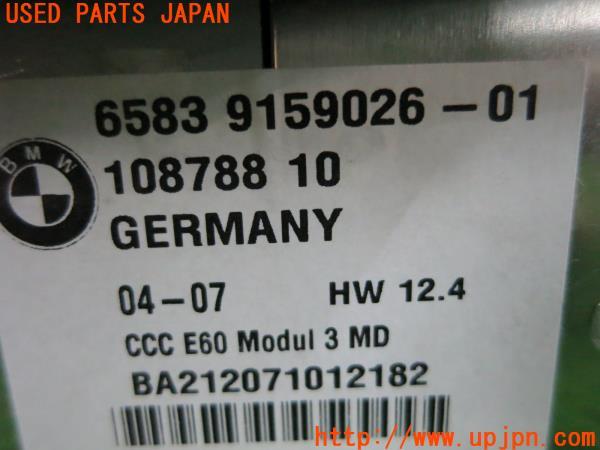 USED PARTS JAPAN
6583 9159026-01
BMW
108788 10
GERMANY
04-07 HW 12.4
CCC E60 Modul 3 MD
BA212071012182
http://www.upjpn.com/